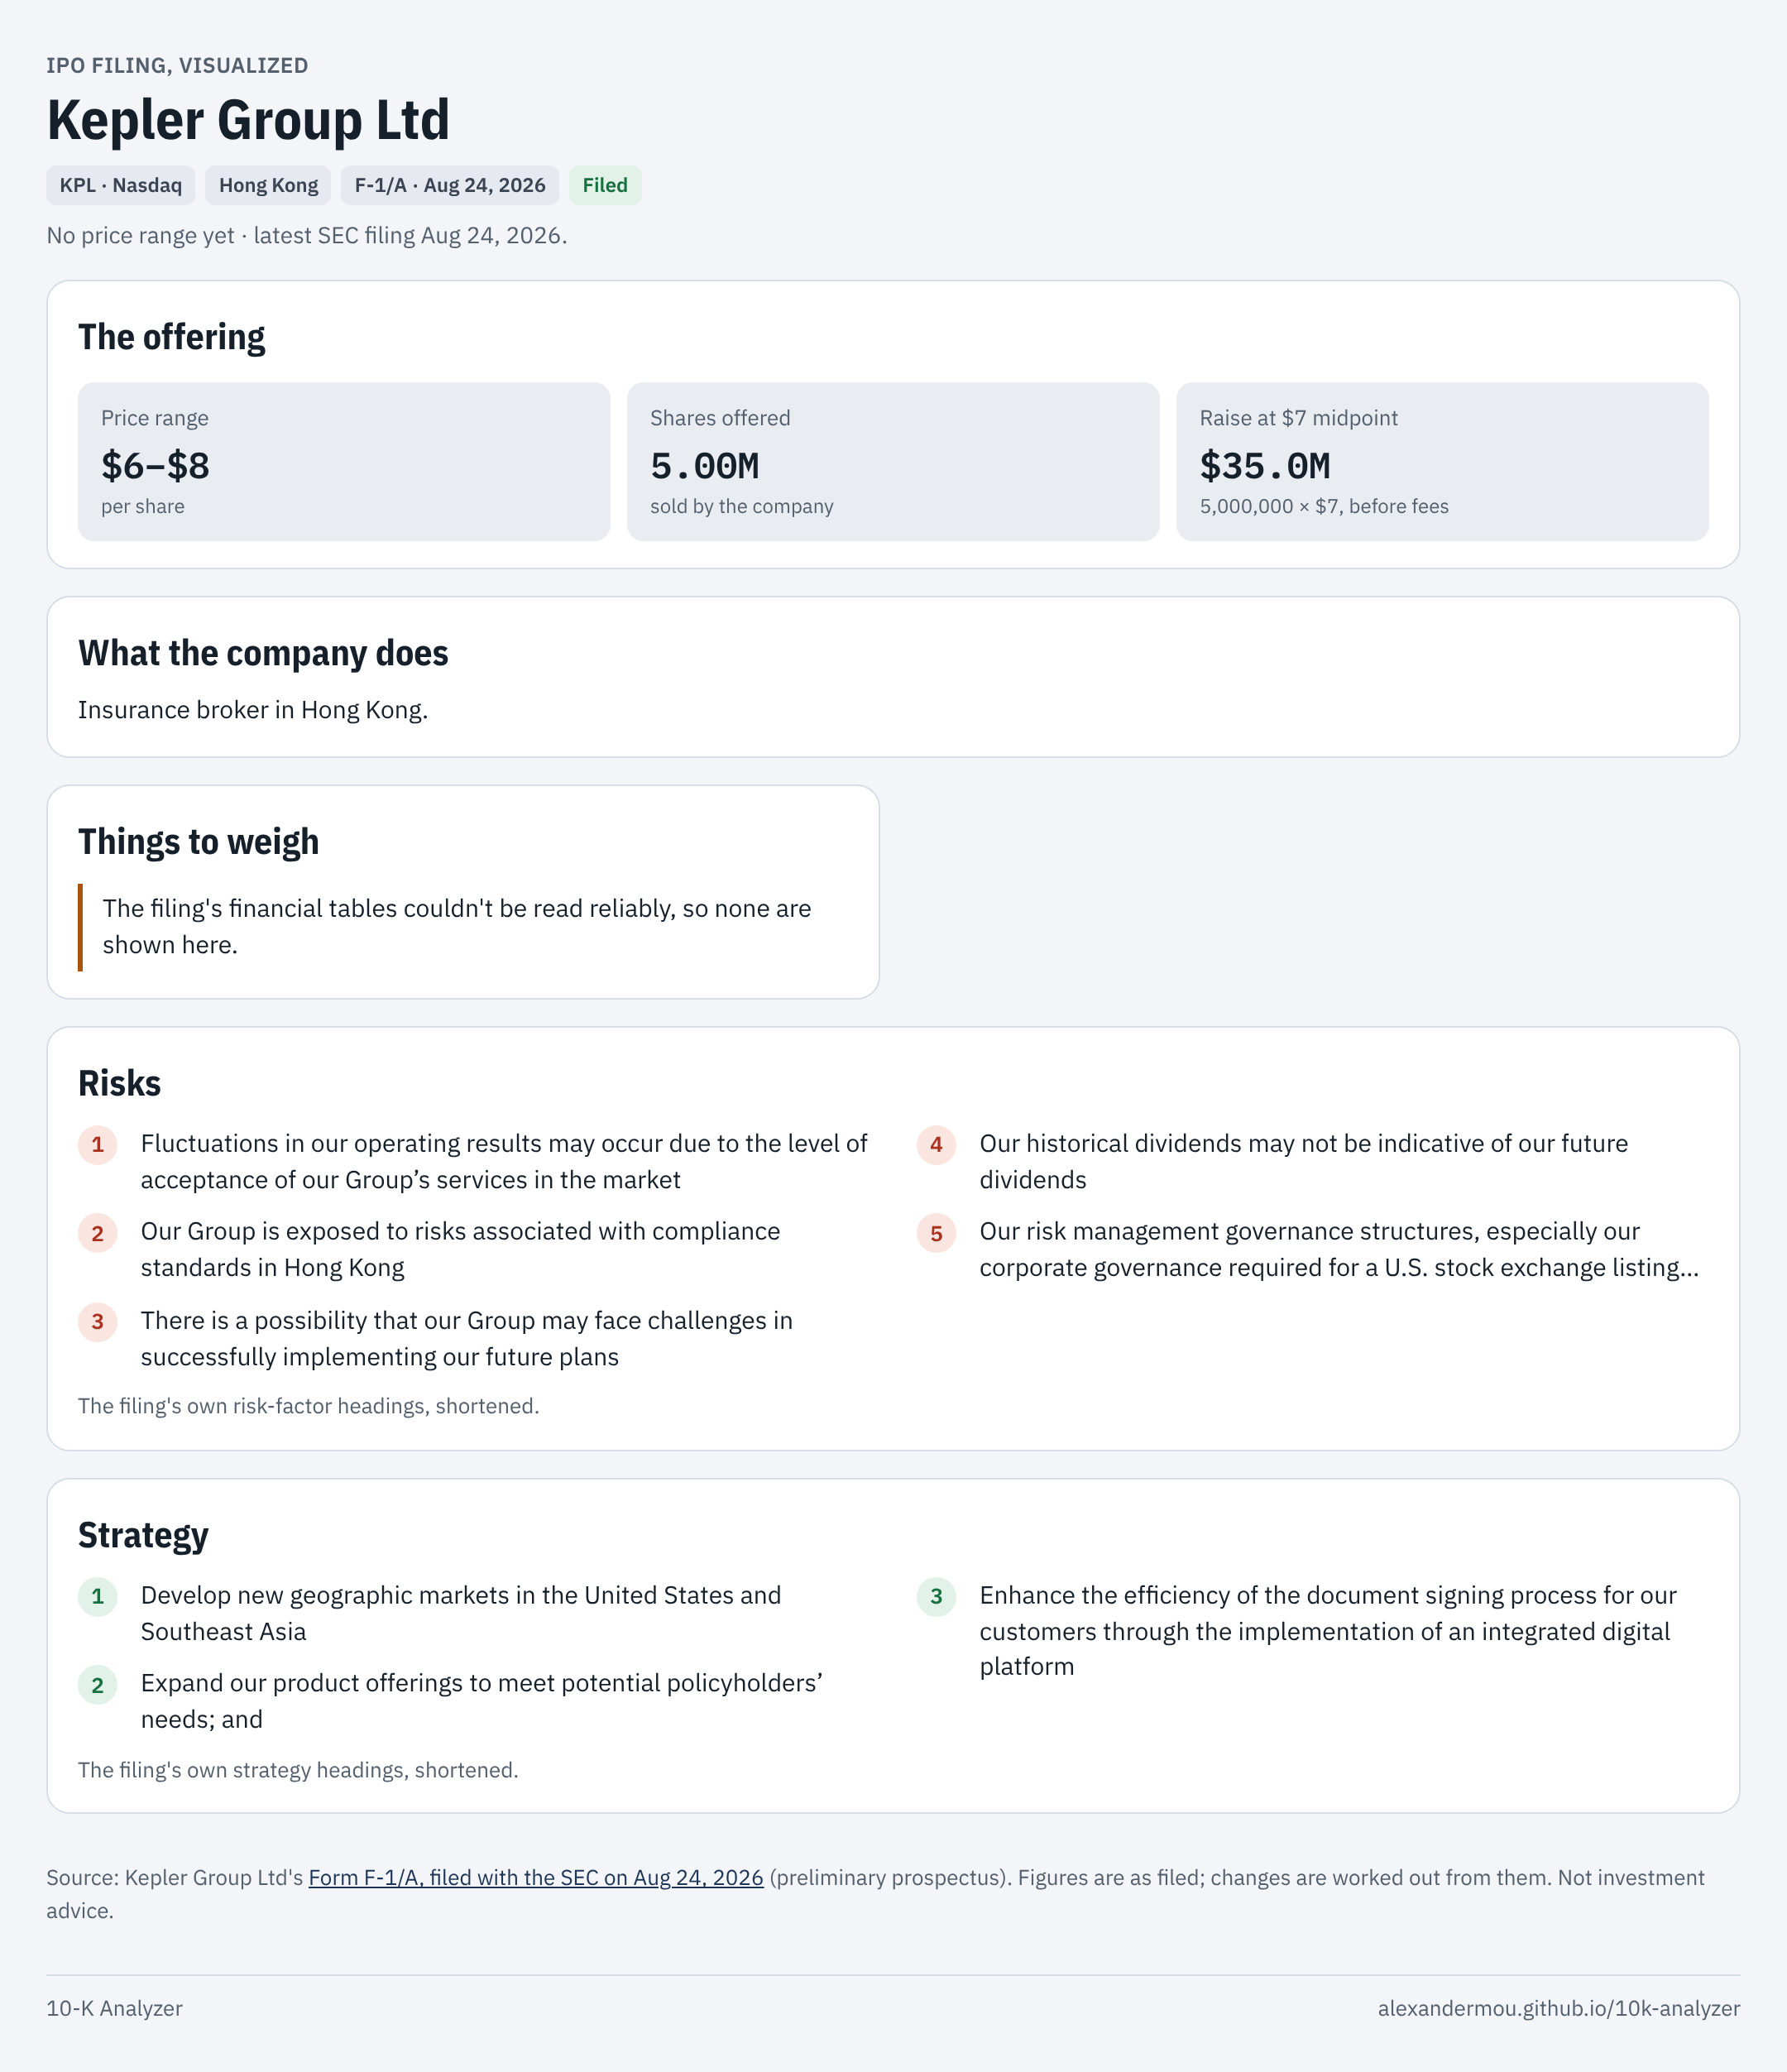 IPO FILING, VISUALIZED
Kepler Group Ltd
KPL · Nasdaq
Hong Kong
F-1/A · Aug 24, 2026
Filed
No price range yet · latest SEC filing Aug 24, 2026.
The offering
Price range
$6–$8
per share
Shares offered
5.00M
sold by the company
Raise at $7 midpoint
$35.0M
5,000,000 × $7, before fees
What the company does
Insurance broker in Hong Kong.
Things to weigh
The filing's financial tables couldn't be read reliably, so none are
shown here.
Risks
1 Fluctuations in our operating results may occur due to the level of
acceptance of our Group’s services in the market
2 Our Group is exposed to risks associated with compliance
standards in Hong Kong
3 There is a possibility that our Group may face challenges in
successfully implementing our future plans
4 Our historical dividends may not be indicative of our future
dividends
5 Our risk management governance structures, especially our
corporate governance required for a U.S. stock exchange listing…
The filing's own risk-factor headings, shortened.
Strategy
1 Develop new geographic markets in the United States and
Southeast Asia
2 Expand our product offerings to meet potential policyholders’
needs; and
3 Enhance the efficiency of the document signing process for our
customers through the implementation of an integrated digital
platform
The filing's own strategy headings, shortened.
Source: Kepler Group Ltd's Form F-1/A, filed with the SEC on Aug 24, 2026 (preliminary prospectus). Figures are as filed; changes are worked out from them. Not investment
advice.
10-K Analyzer
alexandermou.github.io/10k-analyzer